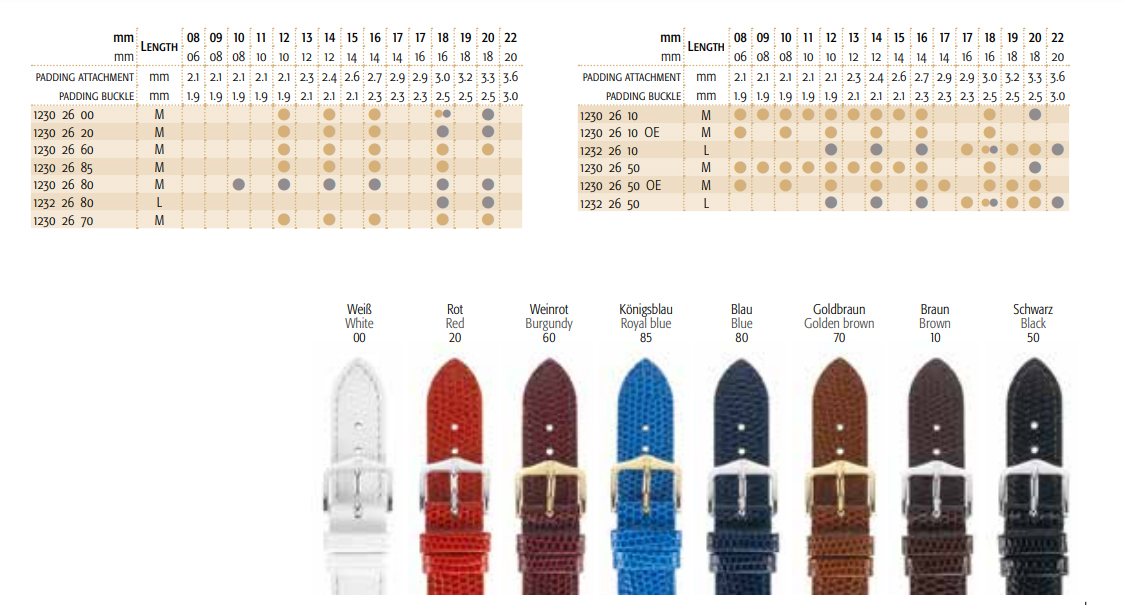 mm LENGTH 08 09 10 11 12 13 14 15 16 17 17 18 19 20 22
mm 06 08 08 10 10 12 12 14 14 14 16 16 18 18 20
PADDING ATTACHMENT mm 2.1 2.1 2.1 2.1 2.1 2.3 2.4 2.6 2.7 2.9 2.9 3.0 3.2 3.3 3.6
PADDING BUCKLE mm 1.9 1.9 1.9 1.9 1.9 2.1 2.1 2.1 2.3 2.3 2.3 2.5 2.5 2.5 3.0
1230 26 00 M
1230 26 20 M
1230 26 60 M
1230 26 85 M
1230 26 80 M
1232 26 80 L
1230 26 70 M
mm LENGTH 08 09 10 11 12 13 14 15 16 17 17 18 19 20 22
mm 06 08 08 10 10 12 12 14 14 14 16 16 18 18 20
PADDING ATTACHMENT mm 2.1 2.1 2.1 2.1 2.1 2.3 2.4 2.6 2.7 2.9 2.9 3.0 3.2 3.3 3.6
PADDING BUCKLE mm 1.9 1.9 1.9 1.9 1.9 2.1 2.1 2.1 2.3 2.3 2.3 2.5 2.5 2.5 3.0
1230 26 10 M
1230 26 10 OE M
1232 26 10 L
1230 26 50 M
1230 26 50 OE M
1232 26 50 L
Weiß Rot Weinrot Königsblau Blau Goldbraun Braun Schwarz
White Red Burgundy Royal blue Blue Golden brown Brown Black
00 20 60 85 80 70 10 50